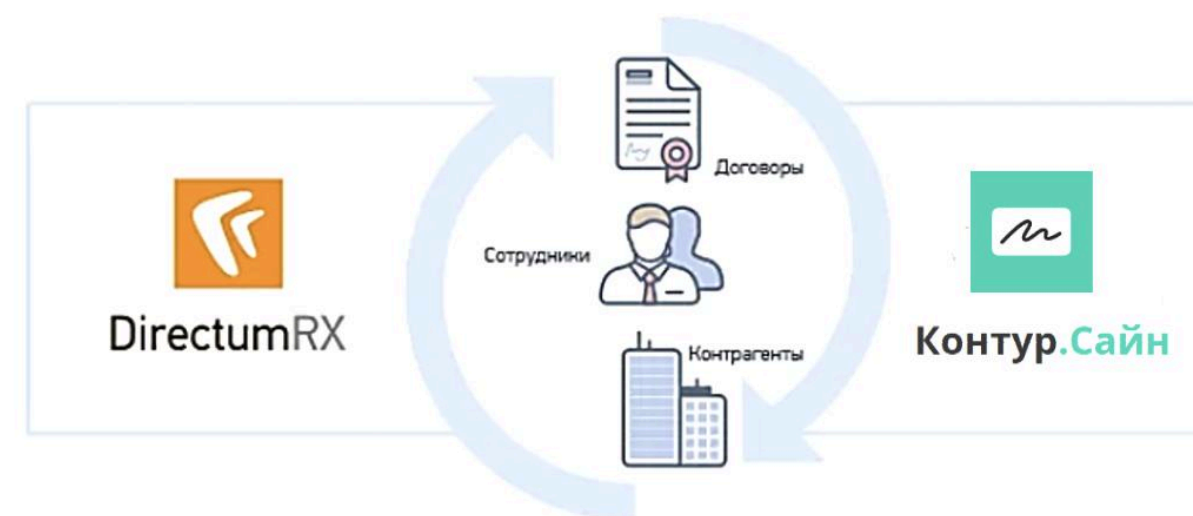 Договоры
Сотрудники
DirectumRX
Контрагенты
Контур.Сайн